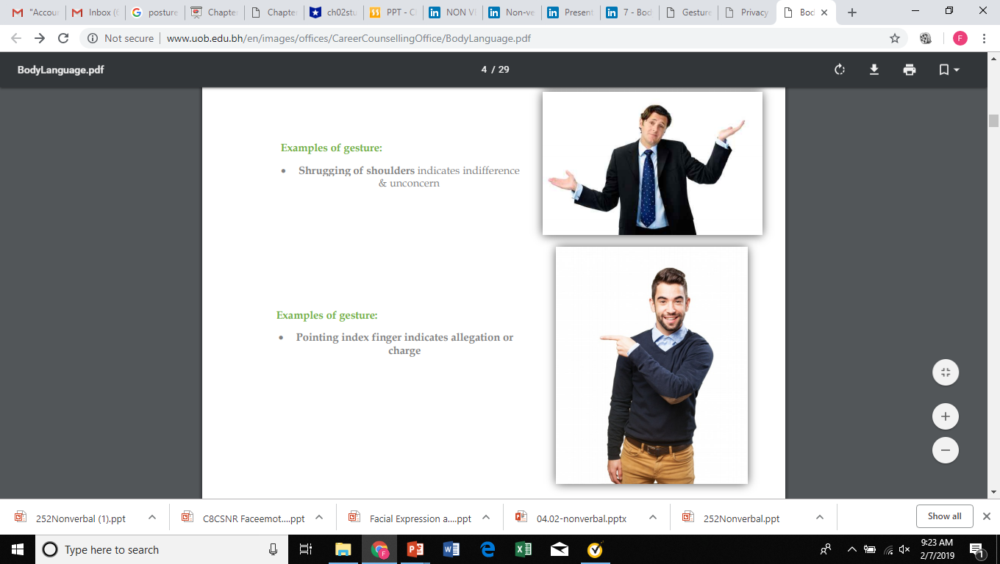 "Accou
Inbox (6
posture
Chapter
Chapte
ch02stu
PPT - C
NON V
Non-ve
Present
7 - Bod
Gesture
Privacy
Bod
Not secure | www.uob.edu.bh/en/images/offices/CareerCounsellingOffice/BodyLanguage.pdf
F
BodyLanguage.pdf
4 / 29
Examples of gesture:
• Shrugging of shoulders indicates indifference
& unconcern
Examples of gesture:
• Pointing index finger indicates allegation or
charge
252Nonverbal (1).ppt
C8CSNR Faceemot....ppt
Facial Expression a....ppt
04.02-nonverbal.pptx
252Nonverbal.ppt
Show all
Type here to search
9:23 AM
2/7/2019
1